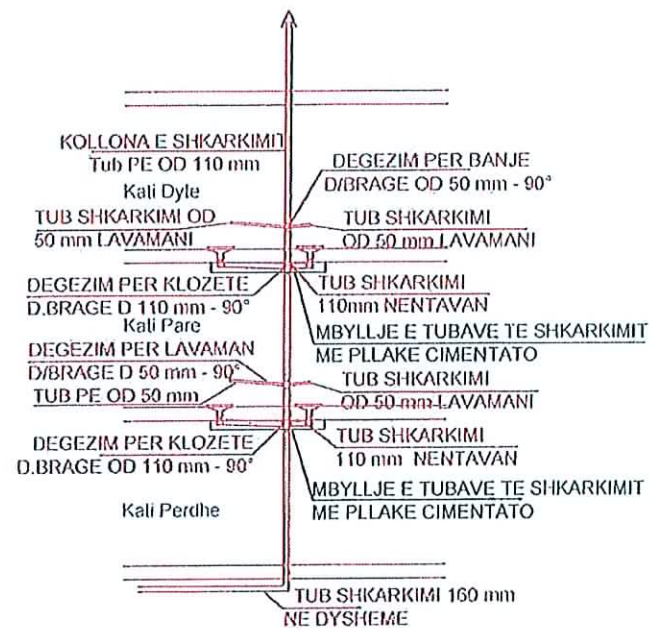 KOLLONA E SHKARKIMIT
Tub PE OD 110 mm
DEGEZIM PER BANJE
D/BRAGE OD 50 mm - 90°
Kali Dyle
TUB SHKARKIMI OD
50 mm LAVAMANI
TUB SHKARKIMI
OD 50 mm LAVAMANI
DEGEZIM PER KLOZETE
D.BRAGE D 110 mm - 90°
TUB SHKARKIMI
110mm NENTAVAN
Kali Pare
MBYLLJE E TUBAVE TE SHKARKIMIT
ME PLLAKE CIMENTATO
DEGEZIM PER LAVAMAN
D/BRAGE D 50 mm - 90°
TUB PE OD 50 mm
TUB SHKARKIMI
OD 50 mm LAVAMANI
DEGEZIM PER KLOZETE
D.BRAGE OD 110 mm - 90°
TUB SHKARKIMI
110 mm NENTAVAN
MBYLLJE E TUBAVE TE SHKARKIMIT
ME PLLAKE CIMENTATO
Kali Perdhe
TUB SHKARKIMI 160 mm
NE DYSHEME